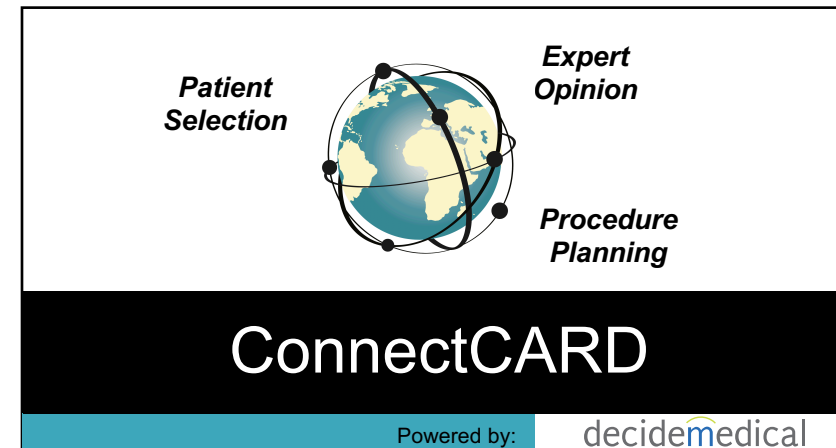 Patient
Selection
Expert
Opinion
Procedure
Planning
ConnectCARD
Powered by:
decidemedical